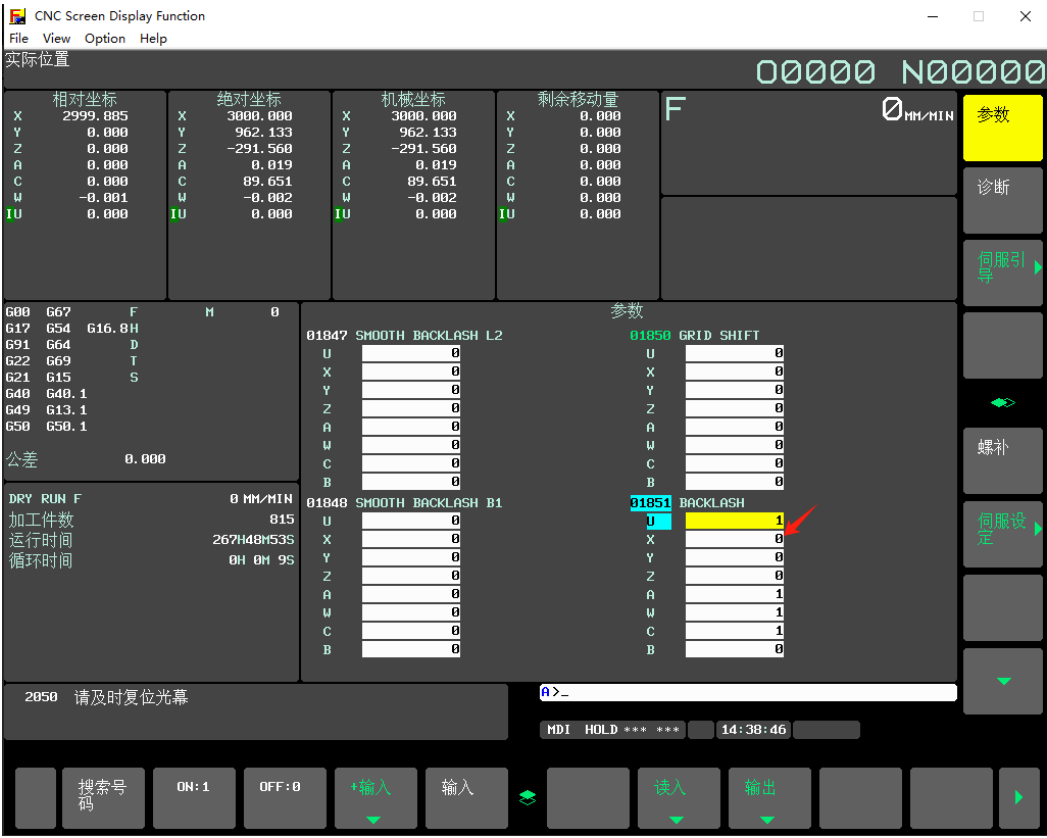 CNC Screen Display Function
File View Option Help
实际位置
O0000 N00000
相对坐标
X 2999.885
Y 0.000
Z 0.000
A 0.000
C 0.000
W -0.001
IU 0.000
绝对坐标
X 3000.000
Y 962.133
Z -291.560
A 0.019
C 89.651
W -0.002
IU 0.000
机械坐标
X 3000.000
Y 962.133
Z -291.560
A 0.019
C 89.651
W -0.002
IU 0.000
剩余移动量
X 0.000
Y 0.000
Z 0.000
A 0.000
C 0.000
W 0.000
IU 0.000
F 0 MM/MIN
G00 G67 F M 0
G17 G54 G16.8 H
G91 G64 D
G22 G69 T
G21 G15 S
G40 G40.1
G49 G13.1
G50 G50.1
公差 0.000
DRY RUN F 0 MM/MIN
加工件数 815
运行时间 267H48M53S
循环时间 0H 0M 9S
参数
01847 SMOOTH BACKLASH L2
U 0
X 0
Y 0
Z 0
A 0
W 0
C 0
B 0
01848 SMOOTH BACKLASH B1
U 0
X 0
Y 0
Z 0
A 0
W 0
C 0
B 0
01850 GRID SHIFT
U 0
X 0
Y 0
Z 0
A 0
W 0
C 0
B 0
01851 BACKLASH
U 1
X 0
Y 0
Z 0
A 1
W 1
C 1
B 0
2050 请及时复位光幕
A>_
MDI HOLD *** *** 14:38:46
参数
诊断
伺服引
导
螺补
伺服设
定
搜索号
码
ON:1
OFF:0
+输入
输入
读入
输出